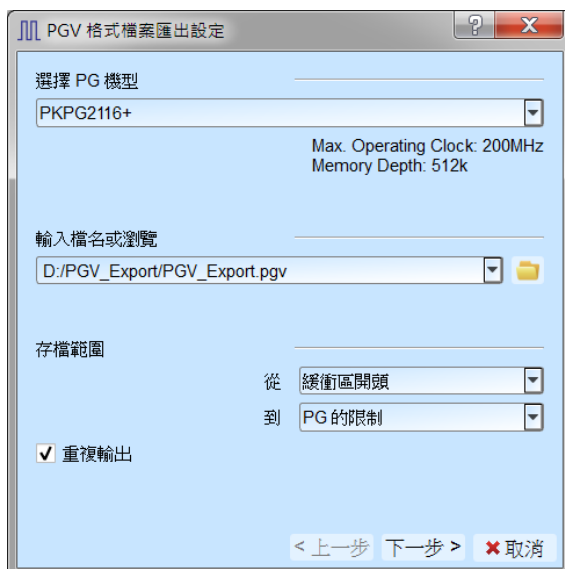 PGV 格式檔案匯出設定
選擇 PG 機型
PKPG2116+
Max. Operating Clock: 200MHz
Memory Depth: 512k
輸入檔名或瀏覽
D:/PGV_Export/PGV_Export.pgv
存檔範圍
從 緩衝區開頭
到 PG 的限制
重複輸出
< 上一步 下一步 > 取消